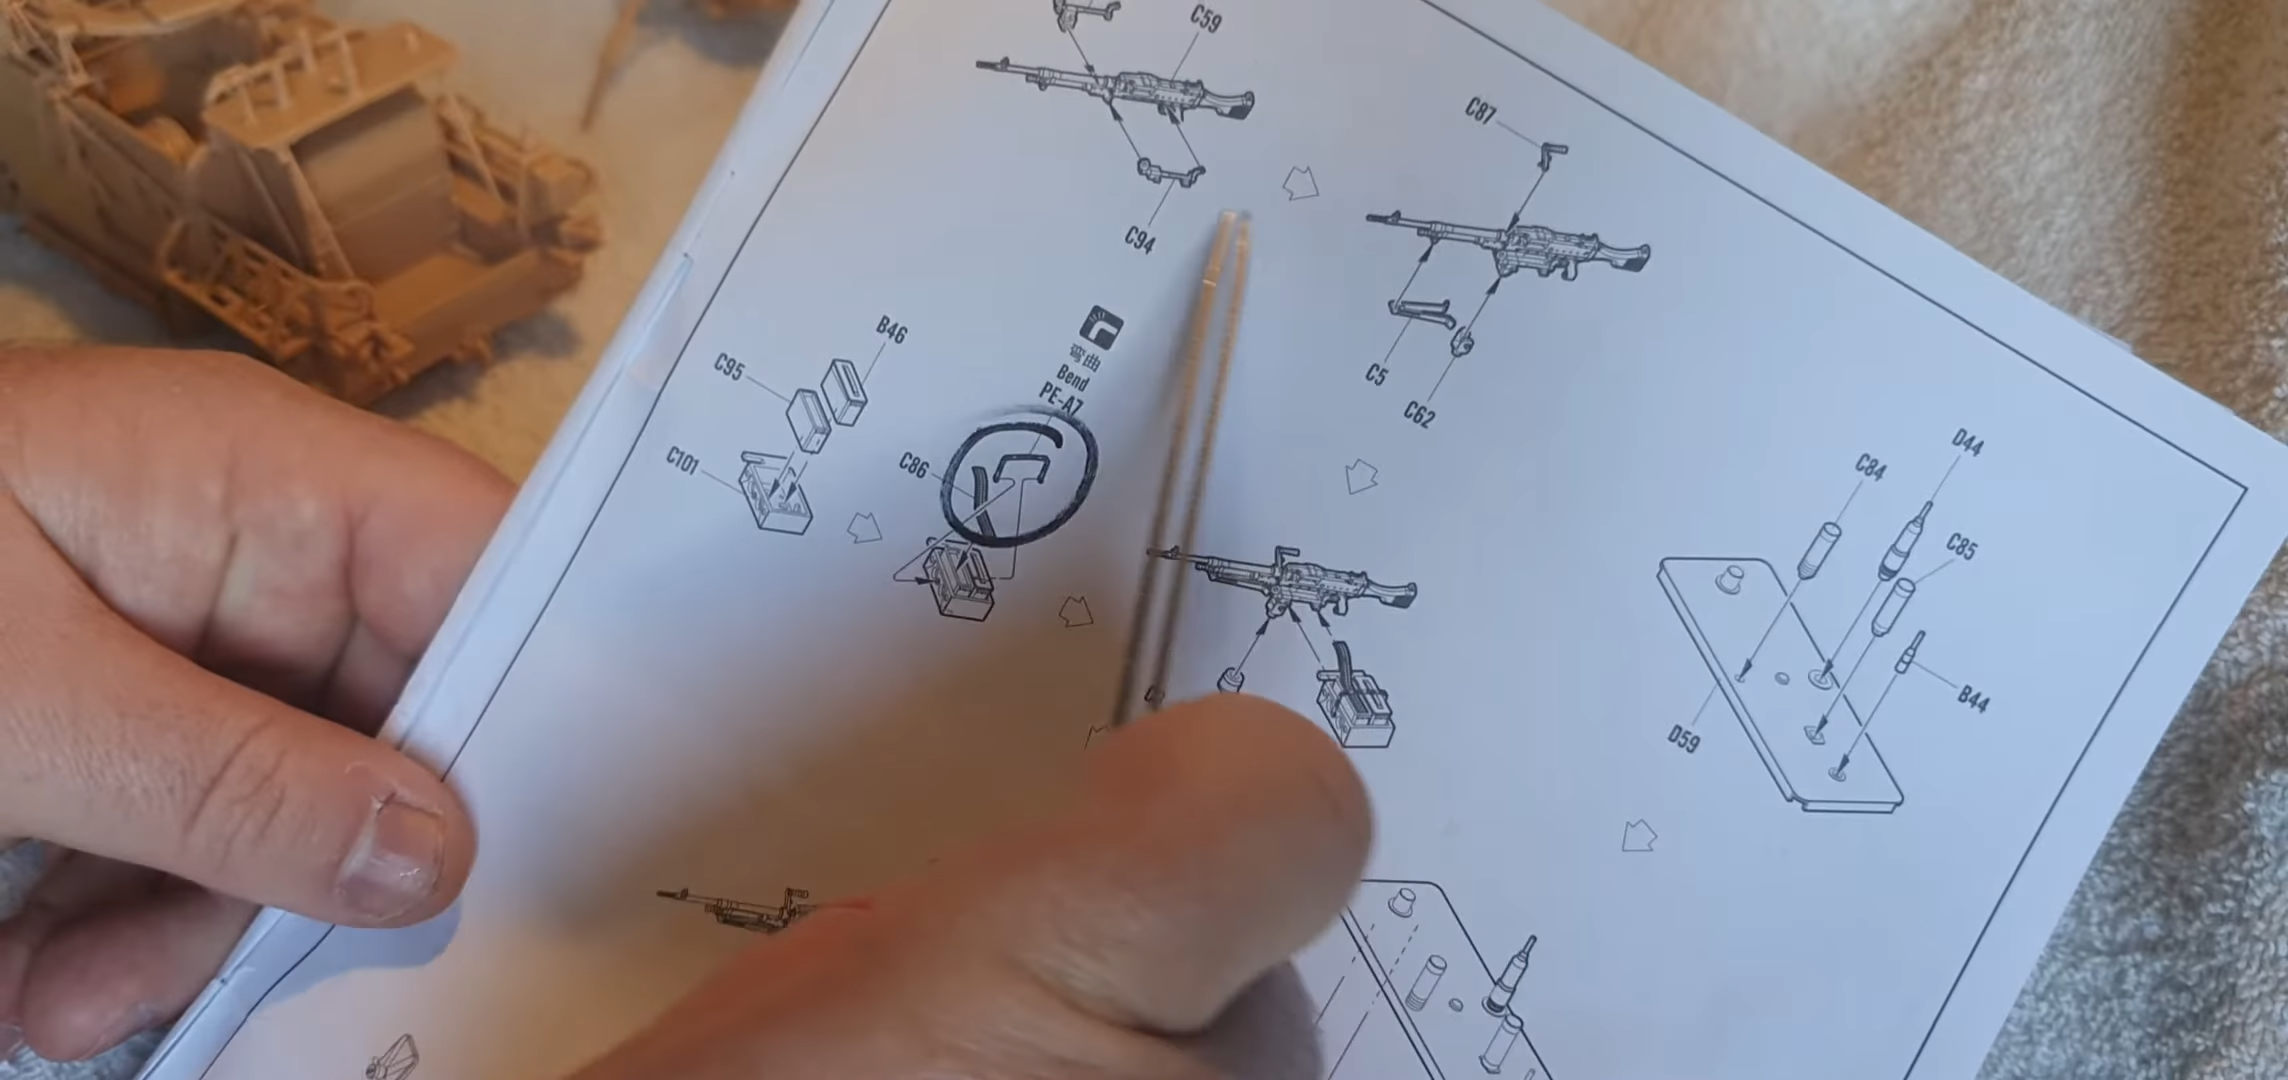 C59
C87
C94
C5
C62
B46
C95
C101
弯曲
Bend
PE-A7
C86
D44
C84
C85
B44
D59